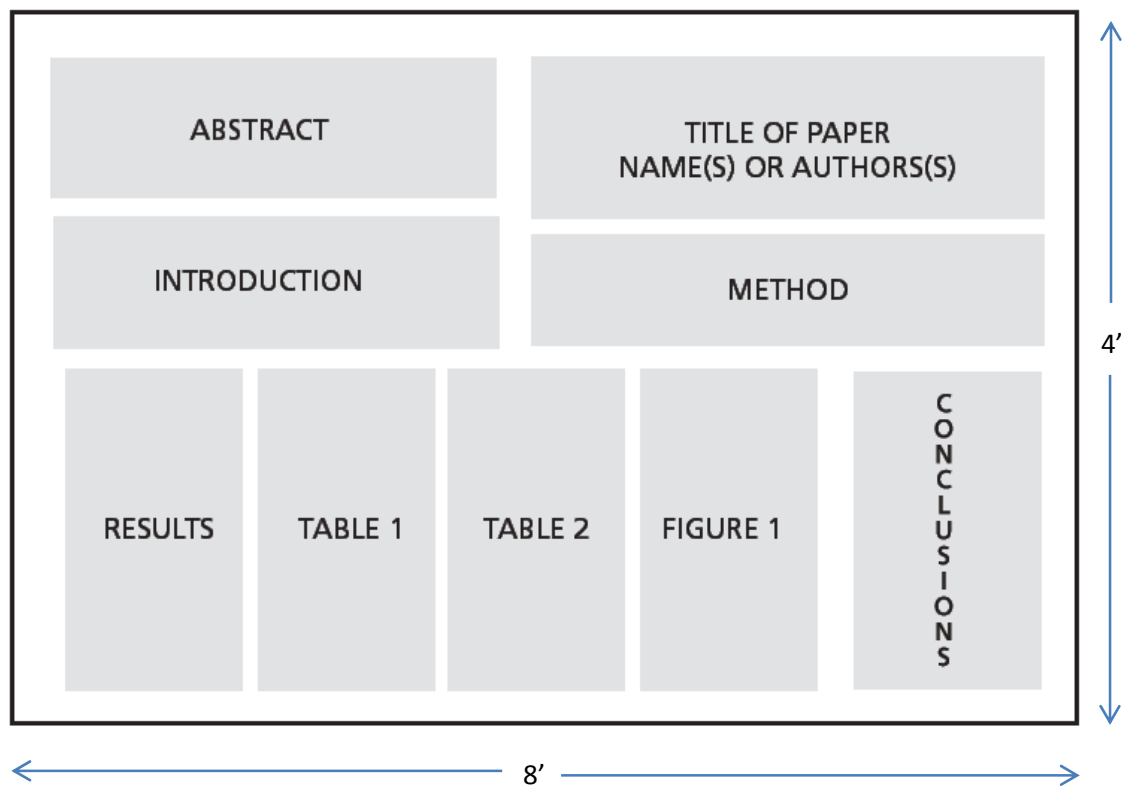 ABSTRACT
TITLE OF PAPER
NAME(S) OR AUTHORS(S)
INTRODUCTION
METHOD
4’
RESULTS
TABLE 1
TABLE 2
FIGURE 1
CONCLUSIONS
8’